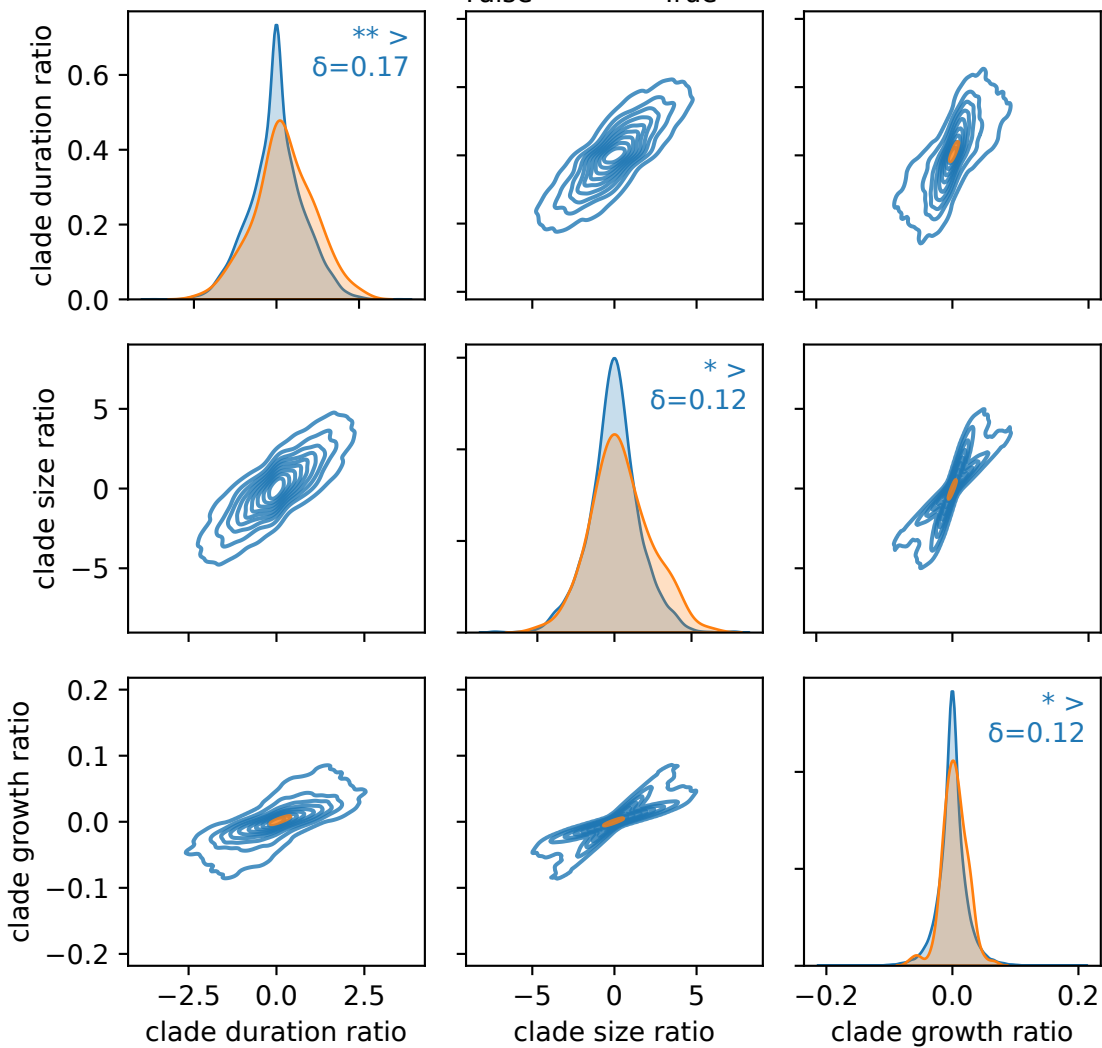 False True
clade duration ratio
0.6
0.4
0.2
0.0
** >
δ=0.17
clade size ratio
5
0
−5
* >
δ=0.12
clade growth ratio
0.2
0.1
0.0
−0.1
−0.2
* >
δ=0.12
−2.5 0.0 2.5
−5 0 5
−0.2 0.0 0.2
clade duration ratio
clade size ratio
clade growth ratio